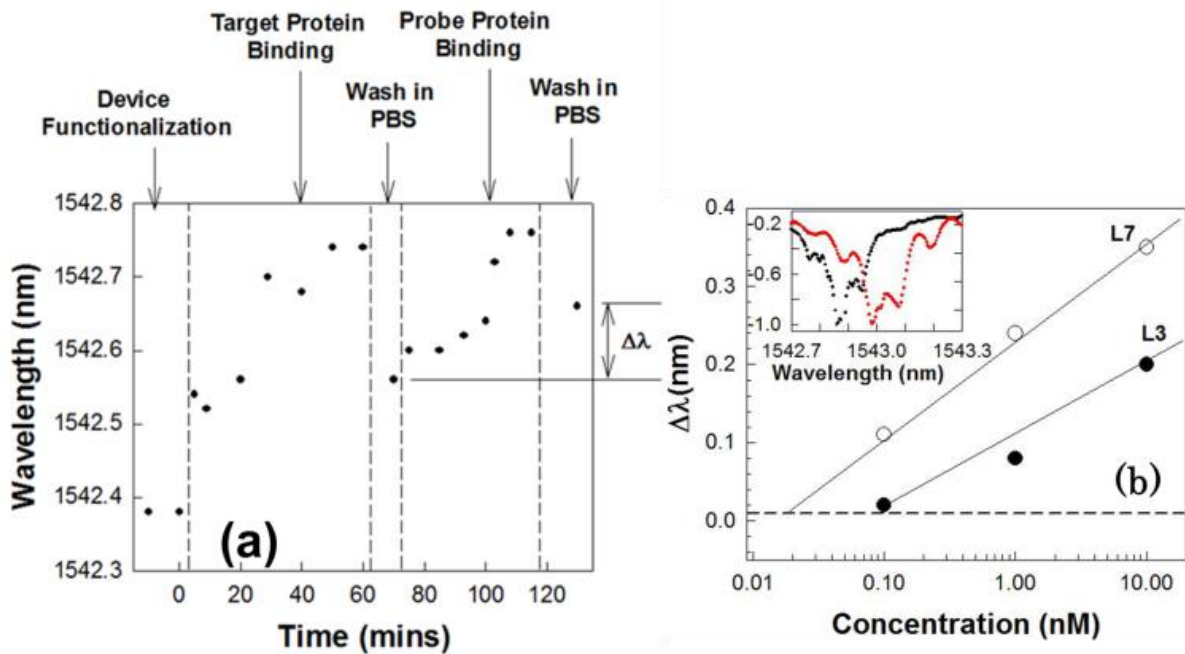 Target Protein
Binding
Probe Protein
Binding
Device
Functionalization
Wash in
PBS
Wash in
PBS
1542.8
1542.7
1542.6
1542.5
1542.4
1542.3
Wavelength (nm)
0 20 40 60 80 100 120
Time (mins)
(a)
Δλ
0.4
0.3
0.2
0.1
0.0
Δλ(nm)
-0.2
-0.6
-1.0
1542.7 1543.0 1543.3
Wavelength (nm)
L7
L3
(b)
0.01 0.10 1.00 10.00
Concentration (nM)